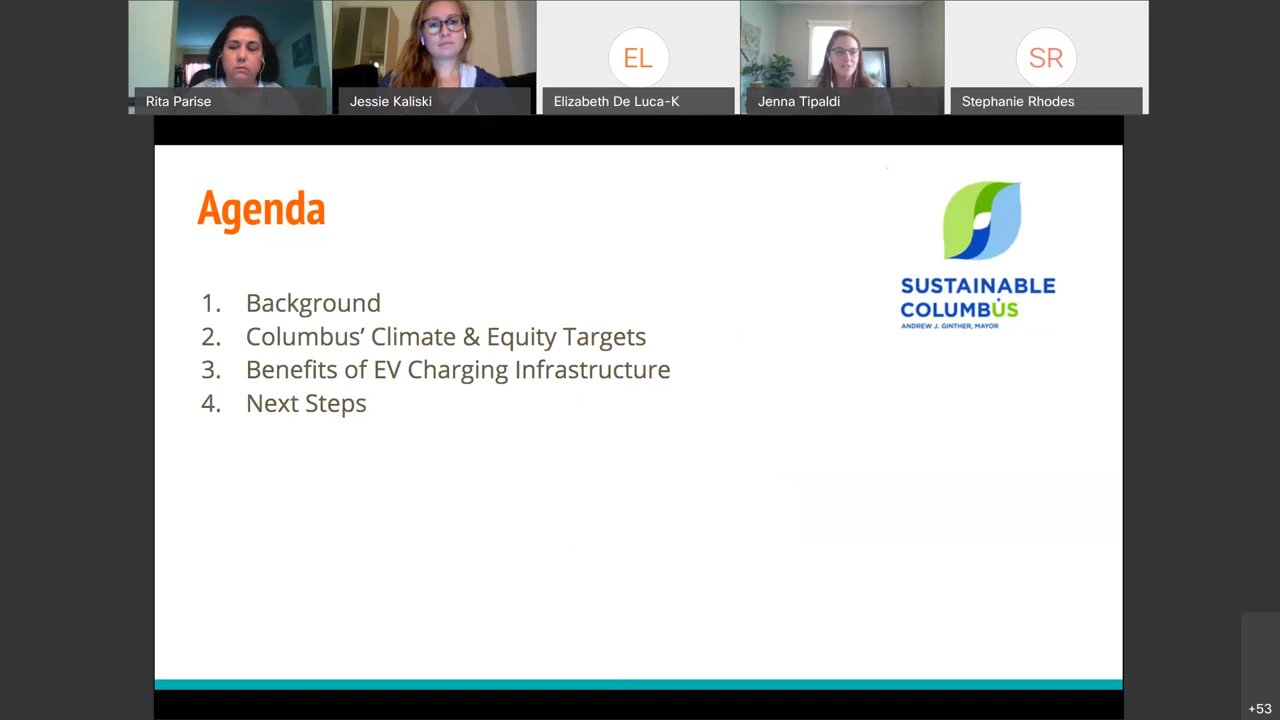 EL
SR
Rita Parise
Jessie Kaliski
Elizabeth De Luca-K
Jenna Tipaldi
Stephanie Rhodes
Agenda
1. Background
2. Columbus’ Climate & Equity Targets
3. Benefits of EV Charging Infrastructure
4. Next Steps
SUSTAINABLE
COLUMBUS
ANDREW J. GINTHER, MAYOR
+53